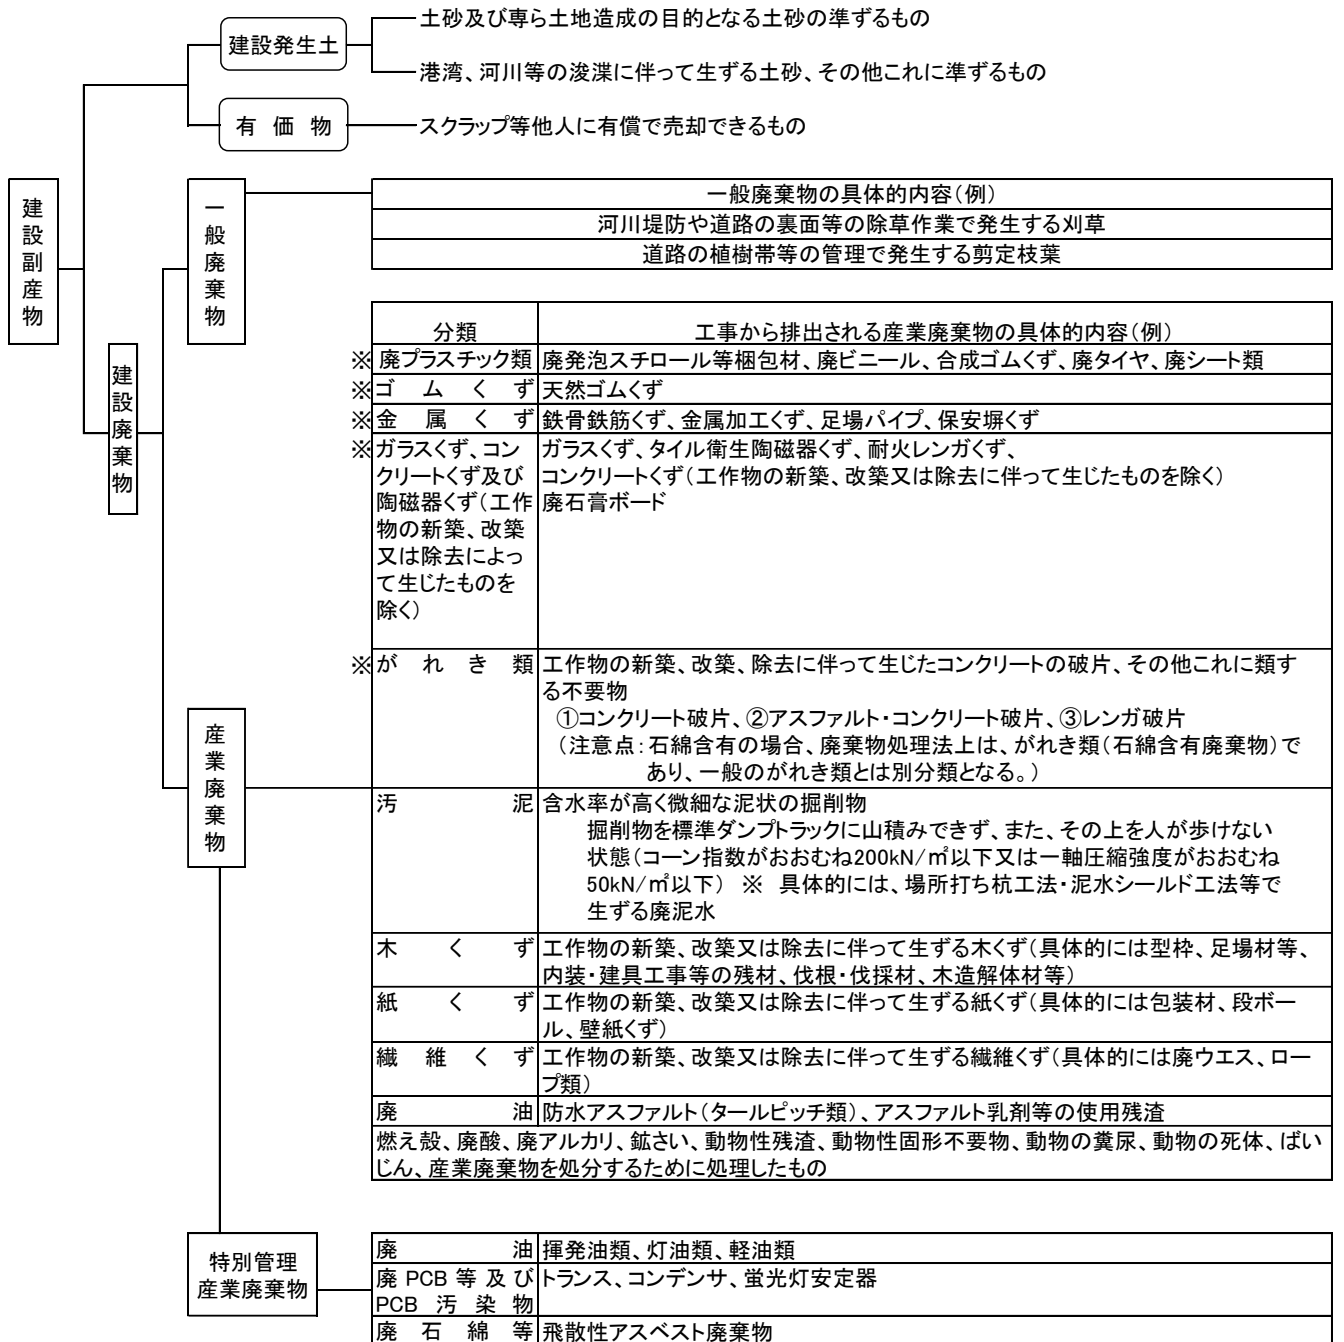 土砂及び専ら土地造成の目的となる土砂の準ずるもの
建設発生土
港湾、河川等の浚渫に伴って生ずる土砂、その他これに準ずるもの
有価物
スクラップ等他人に有償で売却できるもの
建設副産物
一般廃棄物
一般廃棄物の具体的内容(例)
河川堤防や道路の裏面等の除草作業で発生する刈草
道路の植樹帯等の管理で発生する剪定枝葉
建設廃棄物
分類 工事から排出される産業廃棄物の具体的内容(例)
※廃プラスチック類 廃発泡スチロール等梱包材、廃ビニール、合成ゴムくず、廃タイヤ、廃シート類
※ゴムくず 天然ゴムくず
※金属くず 鉄骨鉄筋くず、金属加工くず、足場パイプ、保安塀くず
※ガラスくず、コン ガラスくず、タイル衛生陶磁器くず、耐火レンガくず、
クリートくず及び コンクリートくず(工作物の新築、改築又は除去に伴って生じたものを除く)
陶磁器くず(工作 廃石膏ボード
物の新築、改築
又は除去によっ
て生じたものを
除く)
※がれき類 工作物の新築、改築、除去に伴って生じたコンクリートの破片、その他これに類す
る不要物
①コンクリート破片、②アスファルト・コンクリート破片、③レンガ破片
(注意点:石綿含有の場合、廃棄物処理法上は、がれき類(石綿含有廃棄物)で
あり、一般のがれき類とは別分類となる。)
産業廃棄物
汚泥 含水率が高く微細な泥状の掘削物
掘削物を標準ダンプトラックに山積みできず、また、その上を人が歩けない
状態(コーン指数がおおむね200kN/㎡以下又は一軸圧縮強度がおおむね
50kN/㎡以下) ※ 具体的には、場所打ち杭工法・泥水シールド工法等で
生ずる廃泥水
木くず 工作物の新築、改築又は除去に伴って生ずる木くず(具体的には型枠、足場材等、
内装・建具工事等の残材、伐根・伐採材、木造解体材等)
紙くず 工作物の新築、改築又は除去に伴って生ずる紙くず(具体的には包装材、段ボー
ル、壁紙くず)
繊維くず 工作物の新築、改築又は除去に伴って生ずる繊維くず(具体的には廃ウエス、ロー
プ類)
廃油 防水アスファルト(タールピッチ類)、アスファルト乳剤等の使用残渣
燃え殻、廃酸、廃アルカリ、鉱さい、動物性残渣、動物性固形不要物、動物の糞尿、動物の死体、ばい
じん、産業廃棄物を処分するために処理したもの
特別管理
産業廃棄物
廃油 揮発油類、灯油類、軽油類
廃PCB等及び トランス、コンデンサ、蛍光灯安定器
PCB汚染物
廃石綿等 飛散性アスベスト廃棄物